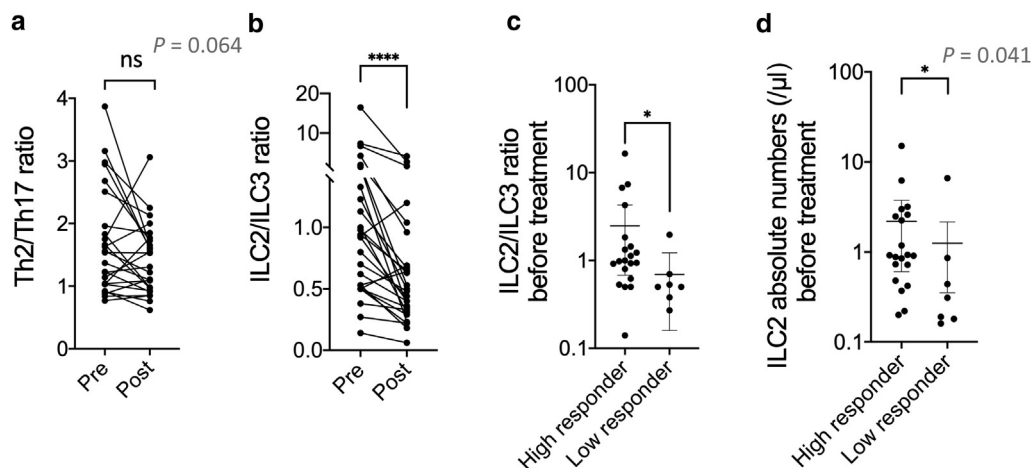 a
P = 0.064
ns
Th2/Th17 ratio
4
3
2
1
0
Pre
Post
b
****
ILC2/ILC3 ratio
20
10
1.0
0.5
0.0
Pre
Post
c
*
ILC2/ILC3 ratio
before treatment
100
10
1
0.1
High responder
Low responder
d
P = 0.041
*
ILC2 absolute numbers (/μl)
before treatment
100
10
1
0.1
High responder
Low responder